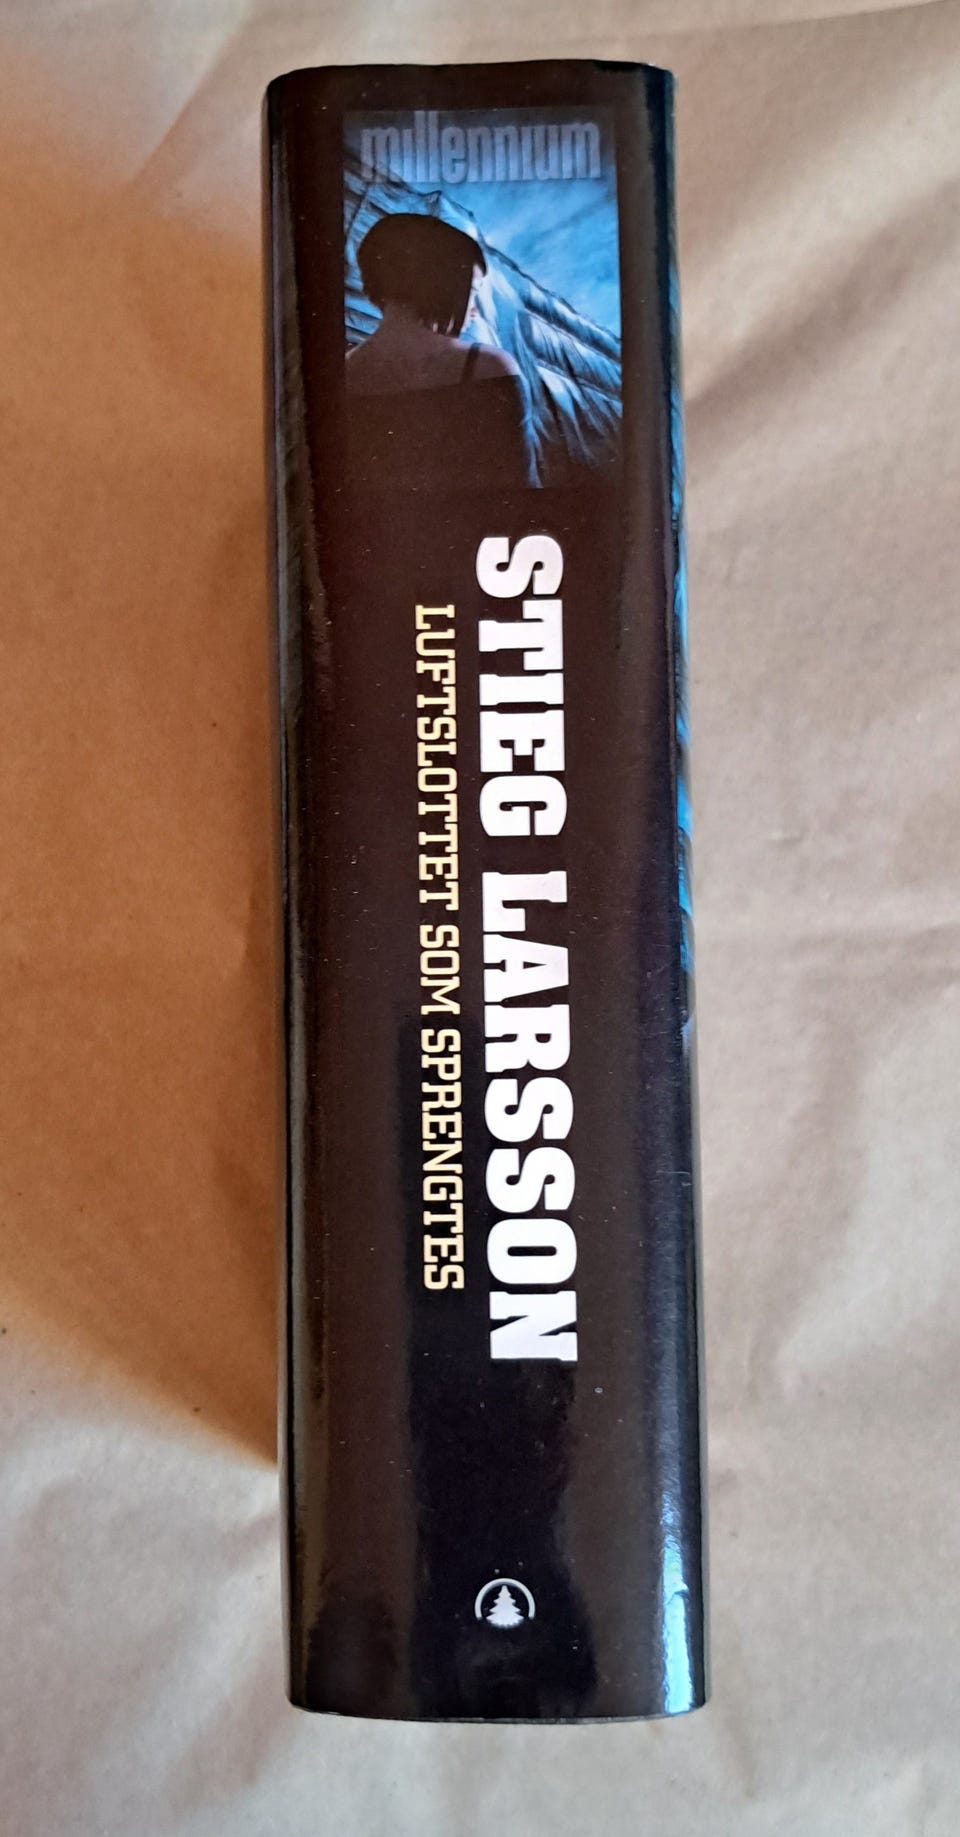 millennium
STIEG LARSSON
LUFTSLOTTET SOM SPRENGTES